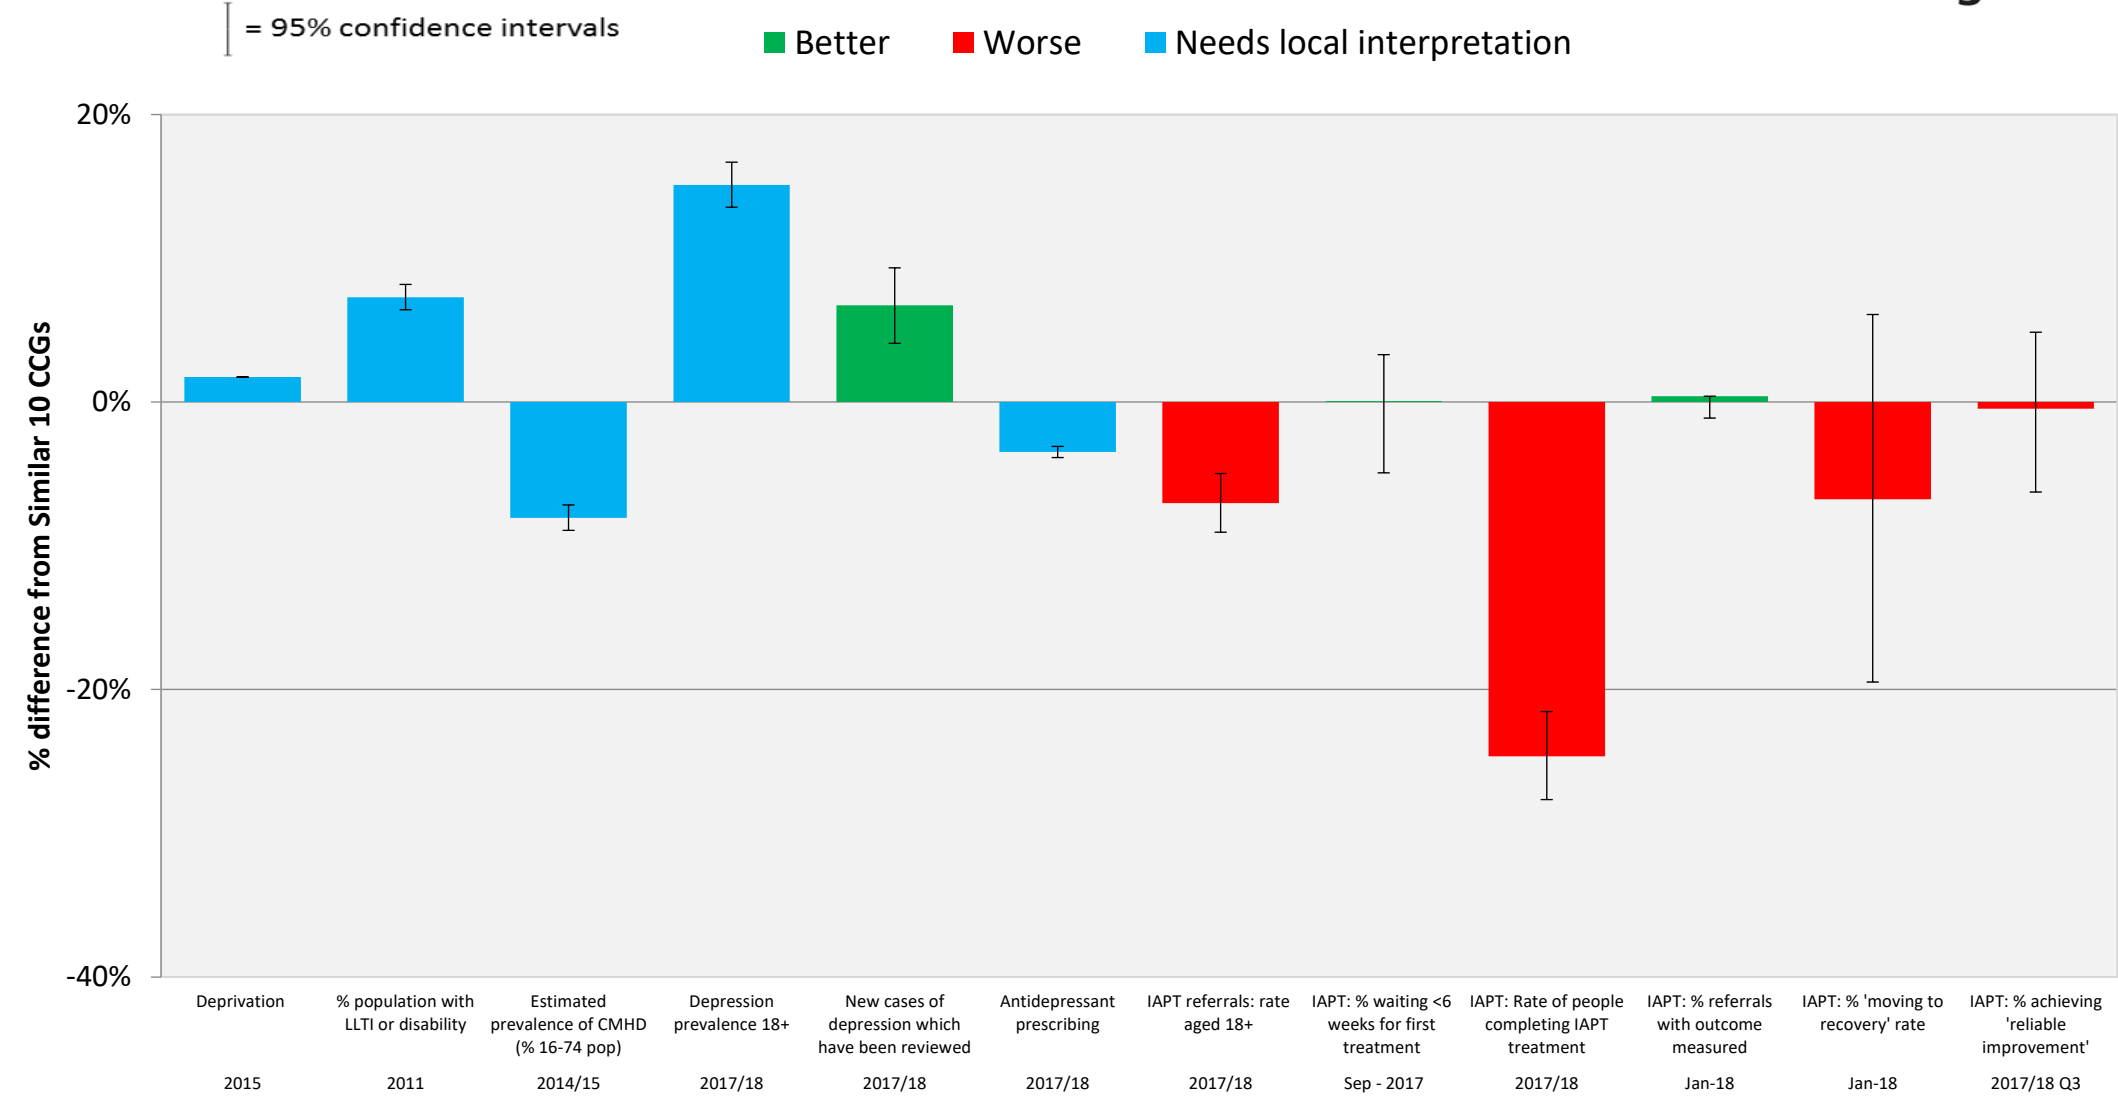 = 95% confidence intervals
Better
Worse
Needs local interpretation
20%
0%
-20%
-40%
% difference from Similar 10 CCGs
Deprivation
2015
% population with
LLTI or disability
2011
Estimated
prevalence of CMHD
(% 16-74 pop)
2014/15
Depression
prevalence 18+
2017/18
New cases of
depression which
have been reviewed
2017/18
Antidepressant
prescribing
2017/18
IAPT referrals: rate
aged 18+
2017/18
IAPT: % waiting <6
weeks for first
treatment
Sep - 2017
IAPT: Rate of people
completing IAPT
treatment
2017/18
IAPT: % referrals
with outcome
measured
Jan-18
IAPT: % 'moving to
recovery' rate
Jan-18
IAPT: % achieving
'reliable
improvement'
2017/18 Q3